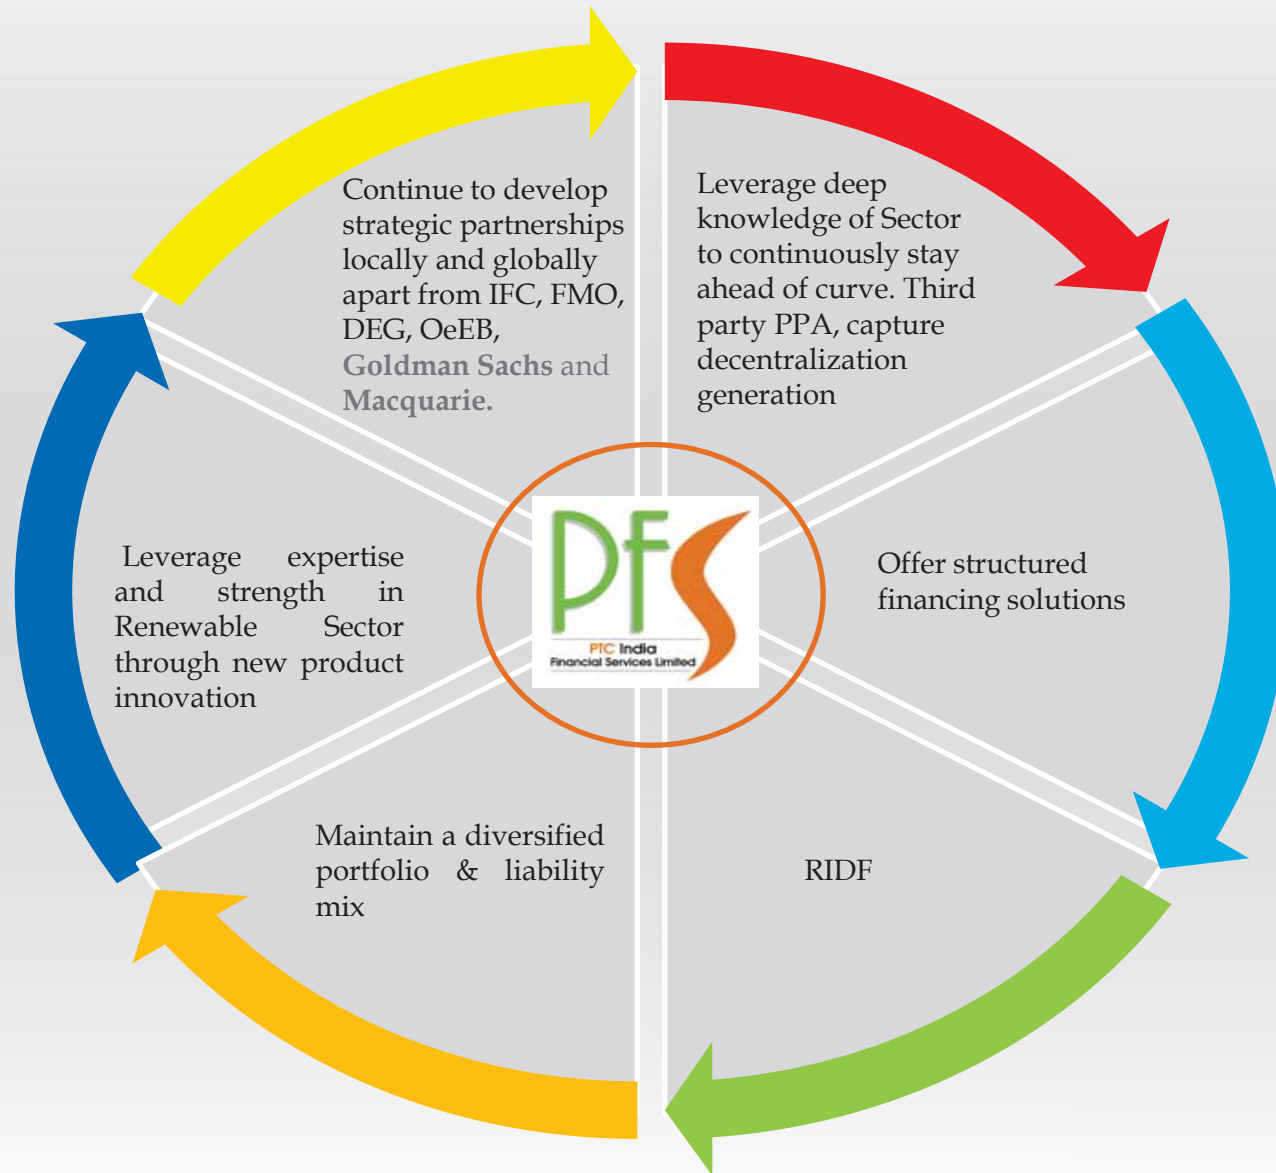 Continue to develop
strategic partnerships
locally and globally
apart from IFC, FMO,
DEG, OeEB,
Goldman Sachs and
Macquarie.
Leverage deep
knowledge of Sector
to continuously stay
ahead of curve. Third
party PPA, capture
decentralization
generation
Offer structured
financing solutions
RIDF
Maintain a diversified
portfolio & liability
mix
Leverage expertise
and strength in
Renewable Sector
through new product
innovation
PFS
PTC India
Financial Services Limited